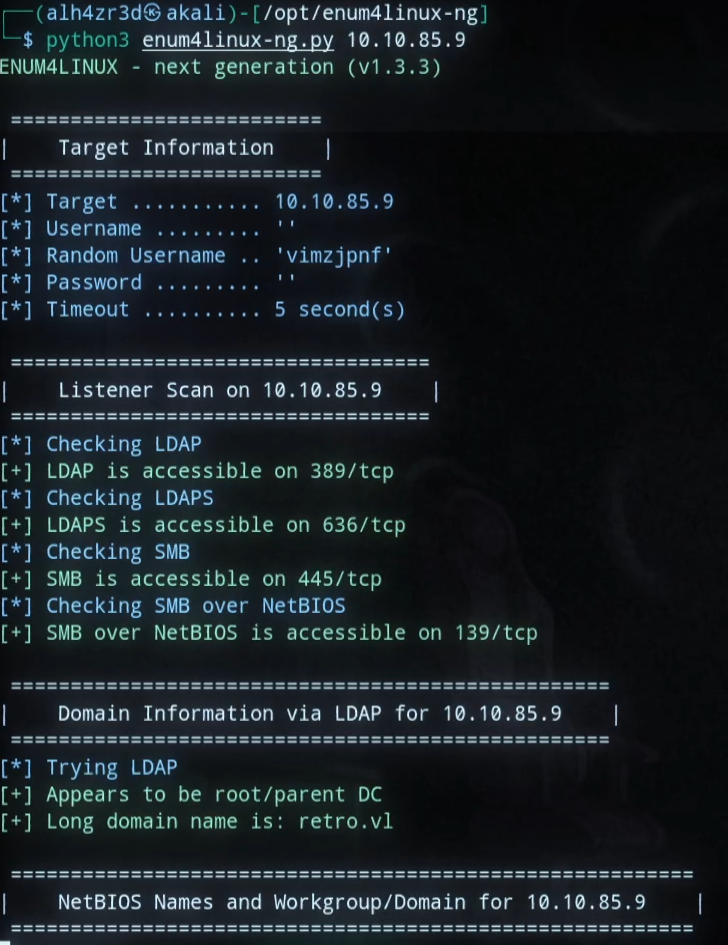 ┌──(alh4zr3d㉿akali)-[/opt/enum4linux-ng]
└─$ python3 enum4linux-ng.py 10.10.85.9
ENUM4LINUX - next generation (v1.3.3)
==========================
|    Target Information    |
==========================
[*] Target ........... 10.10.85.9
[*] Username ......... ''
[*] Random Username .. 'vimzjpnf'
[*] Password ......... ''
[*] Timeout .......... 5 second(s)
===================================
|    Listener Scan on 10.10.85.9    |
===================================
[*] Checking LDAP
[+] LDAP is accessible on 389/tcp
[*] Checking LDAPS
[+] LDAPS is accessible on 636/tcp
[*] Checking SMB
[+] SMB is accessible on 445/tcp
[*] Checking SMB over NetBIOS
[+] SMB over NetBIOS is accessible on 139/tcp
==================================================
|    Domain Information via LDAP for 10.10.85.9    |
==================================================
[*] Trying LDAP
[+] Appears to be root/parent DC
[+] Long domain name is: retro.vl
=========================================================
|    NetBIOS Names and Workgroup/Domain for 10.10.85.9    |
=========================================================